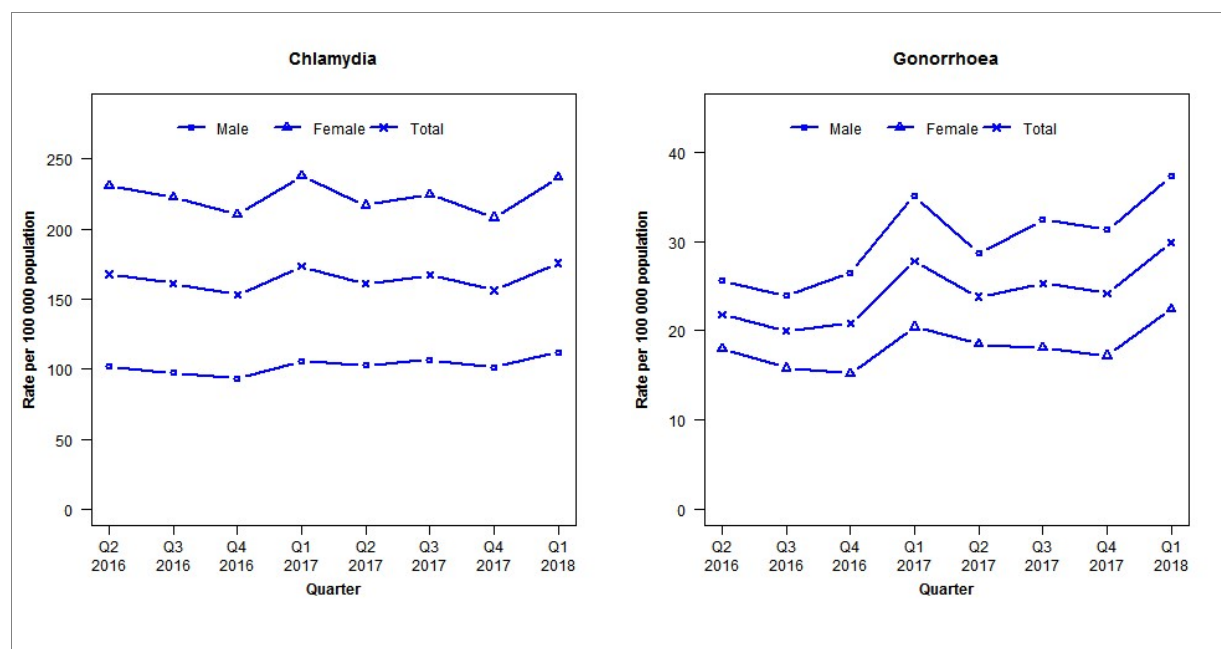 Chlamydia
Male Female Total
250
200
150
100
50
0
Rate per 100 000 population
Q2 Q3 Q4 Q1 Q2 Q3 Q4 Q1
2016 2016 2016 2017 2017 2017 2017 2018
Quarter
Gonorrhoea
Male Female Total
40
30
20
10
0
Rate per 100 000 population
Q2 Q3 Q4 Q1 Q2 Q3 Q4 Q1
2016 2016 2016 2017 2017 2017 2017 2018
Quarter